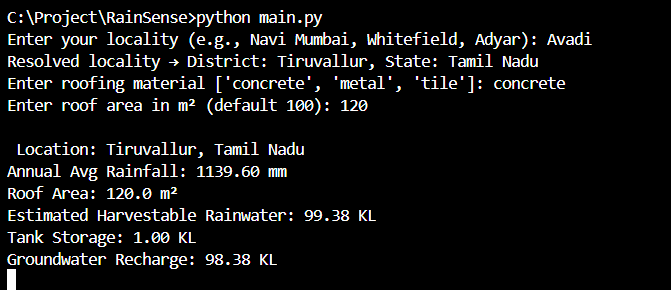 C:\Project\RainSense>python main.py
Enter your locality (e.g., Navi Mumbai, Whitefield, Adyar): Avadi
Resolved locality → District: Tiruvallur, State: Tamil Nadu
Enter roofing material ['concrete', 'metal', 'tile']: concrete
Enter roof area in m² (default 100): 120
Location: Tiruvallur, Tamil Nadu
Annual Avg Rainfall: 1139.60 mm
Roof Area: 120.0 m²
Estimated Harvestable Rainwater: 99.38 KL
Tank Storage: 1.00 KL
Groundwater Recharge: 98.38 KL